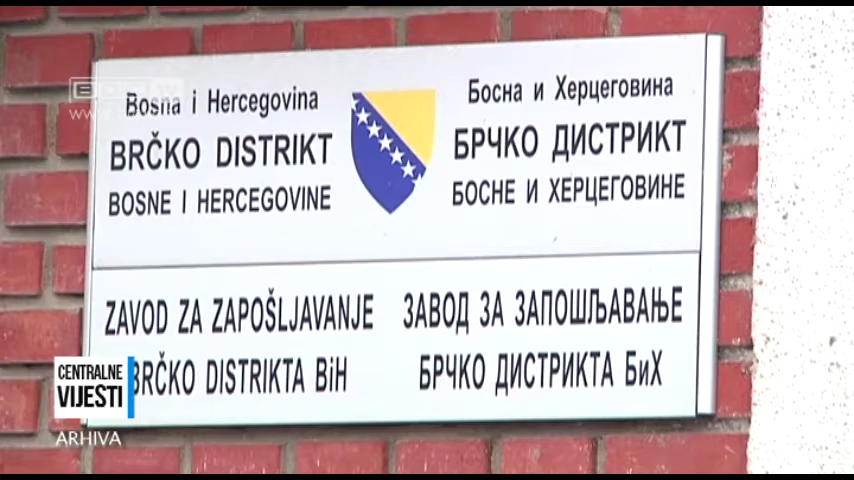 Bosna i Hercegovina
BRČKO DISTRIKT
BOSNE I HERCEGOVINE
Босна и Херцеговина
БРЧКО ДИСТРИКТ
БОСНЕ И ХЕРЦЕГОВИНЕ
ZAVOD ZA ZAPOŠLJAVANJE
BRČKO DISTRIKTA BiH
ЗАВОД ЗА ЗАПОШЉАВАЊЕ
БРЧКО ДИСТРИКТА БиХ
CENTRALNE
VIJESTI
ARHIVA